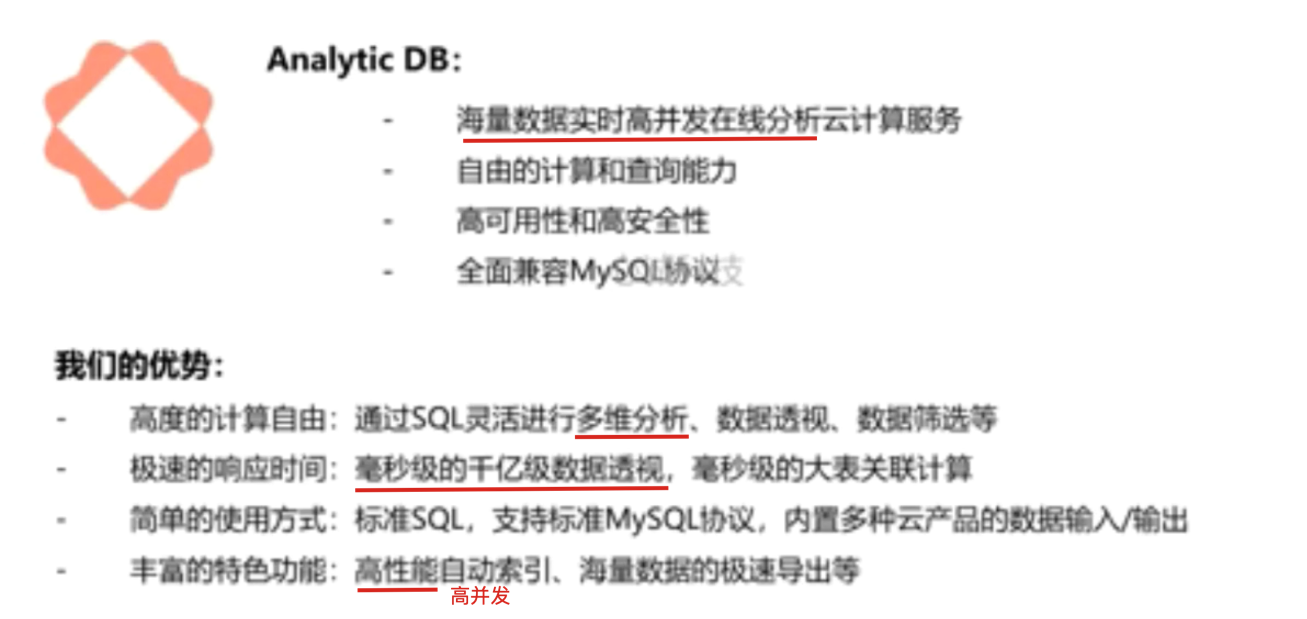 Analytic DB：
- 海量数据实时高并发在线分析云计算服务
- 自由的计算和查询能力
- 高可用性和高安全性
- 全面兼容MySQL协议
我们的优势：
- 高度的计算自由：通过SQL灵活进行多维分析、数据透视、数据筛选等
- 极速的响应时间：毫秒级的千亿级数据透视，毫秒级的大表关联计算
- 简单的使用方式：标准SQL，支持标准MySQL协议，内置多种云产品的数据输入/输出
- 丰富的特色功能：高性能自动索引、海量数据的极速导出等
高并发